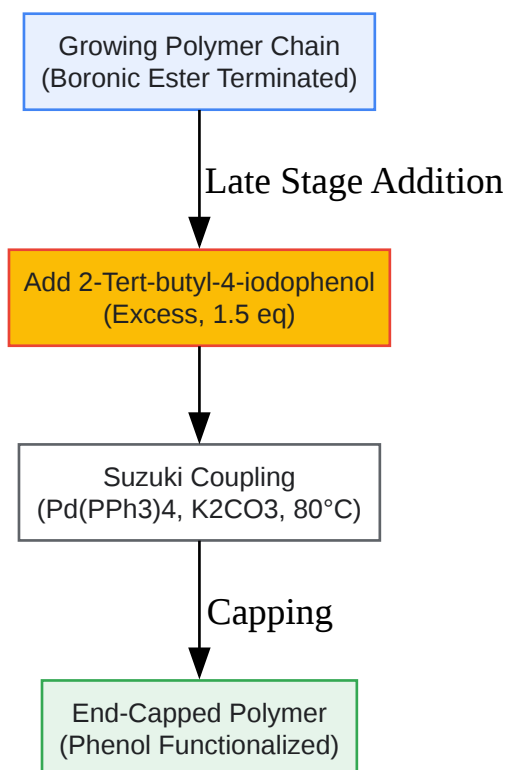 Growing Polymer Chain
(Boronic Ester Terminated)
Late Stage Addition
Add 2-Tert-butyl-4-iodophenol
(Excess, 1.5 eq)
Suzuki Coupling
(Pd(PPh3)4, K2CO3, 80°C)
Capping
End-Capped Polymer
(Phenol Functionalized)